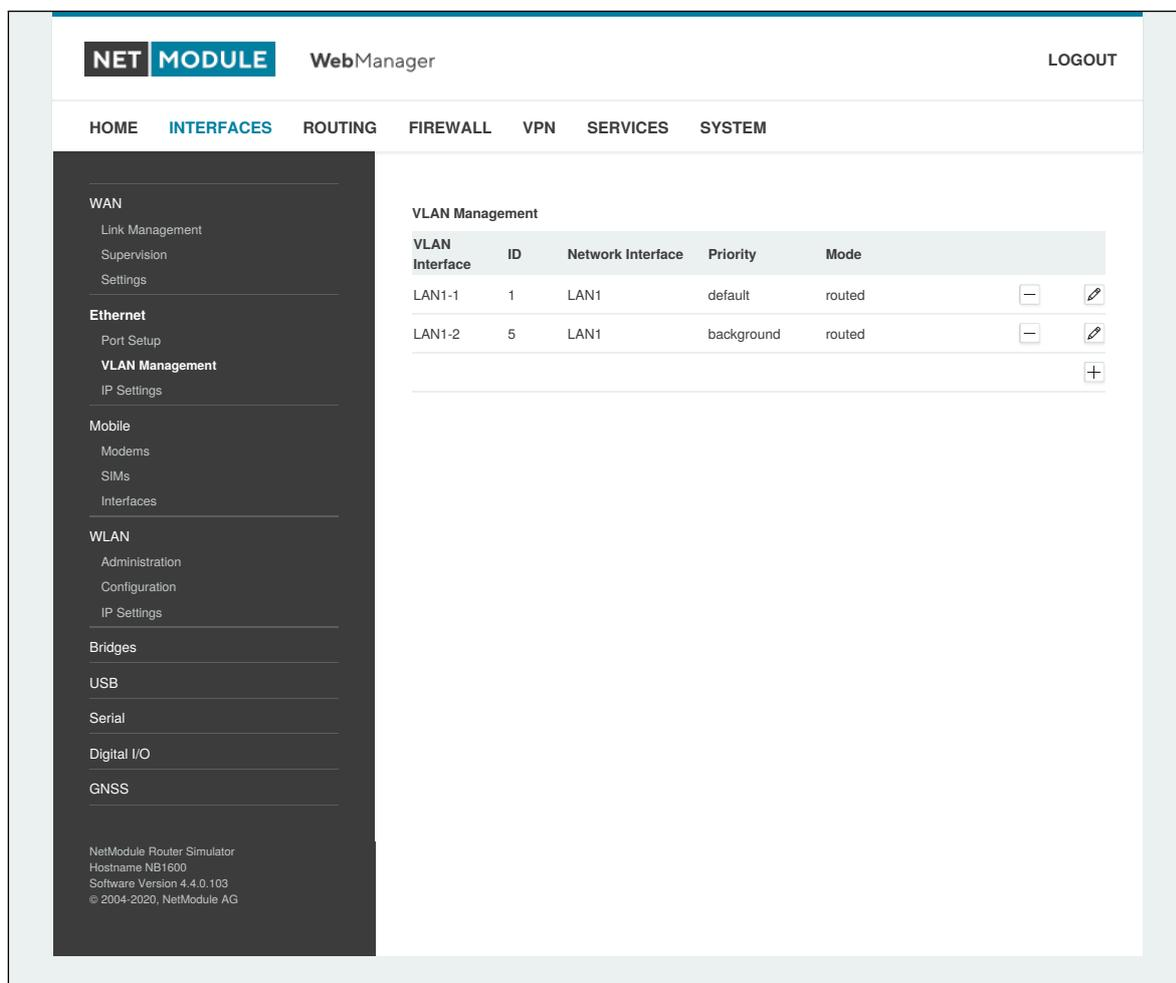 NET MODULE WebManager LOGOUT
HOME INTERFACES ROUTING FIREWALL VPN SERVICES SYSTEM
WAN
Link Management
Supervision
Settings
Ethernet
Port Setup
VLAN Management
IP Settings
Mobile
Modems
SIMs
Interfaces
WLAN
Administration
Configuration
IP Settings
Bridges
USB
Serial
Digital I/O
GNSS
NetModule Router Simulator
Hostname NB1600
Software Version 4.4.0.103
© 2004-2020, NetModule AG
VLAN Management
VLAN Interface ID Network Interface Priority Mode
LAN1-1 1 LAN1 default routed
LAN1-2 5 LAN1 background routed